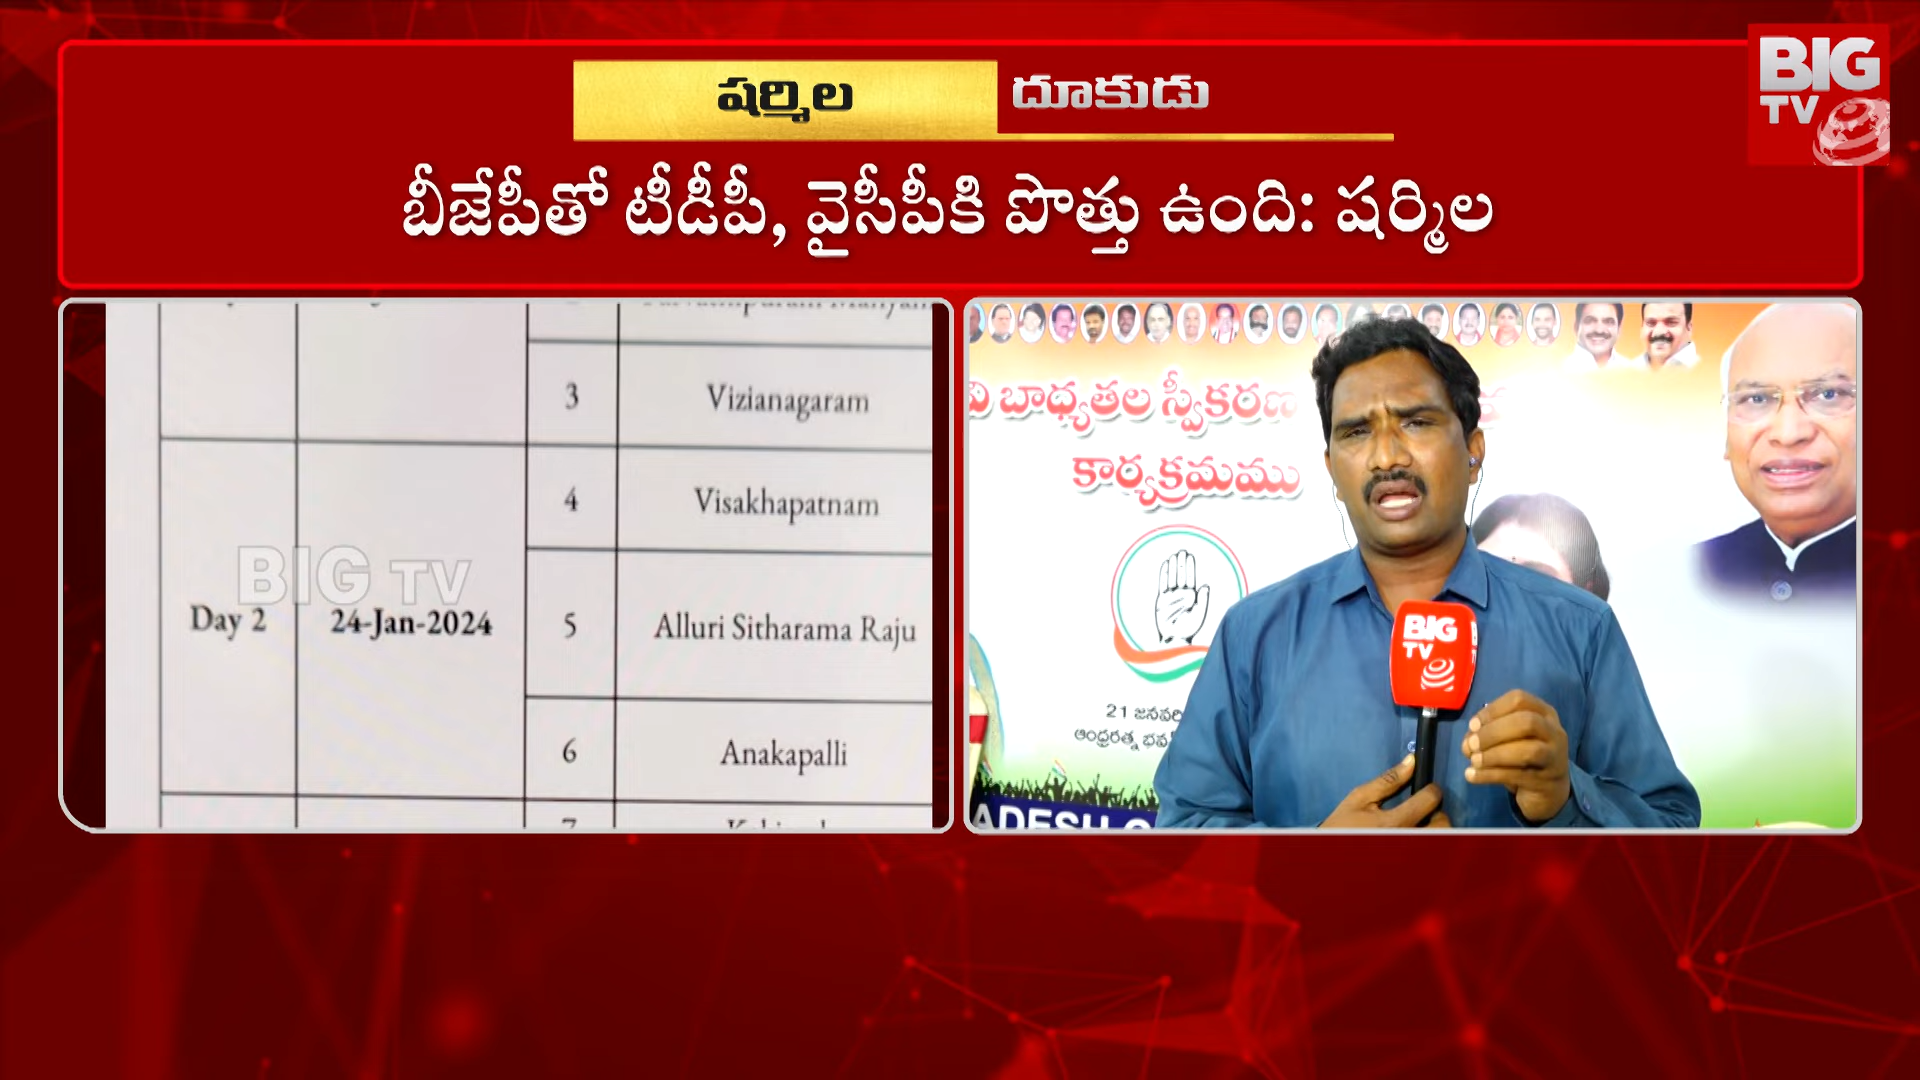 షర్మిల దూకుడు
BIG
TV
బీజేపీతో టీడీపీ, వైసీపీకి పొత్తు ఉంది: షర్మిల
3 Vizianagaram
4 Visakhapatnam
BIG TV
Day 2 24-Jan-2024 5 Alluri Sitharama Raju
6 Anakapalli
బాధ్యతల స్వీకరణ
కార్యక్రమము
BIG
TV
21